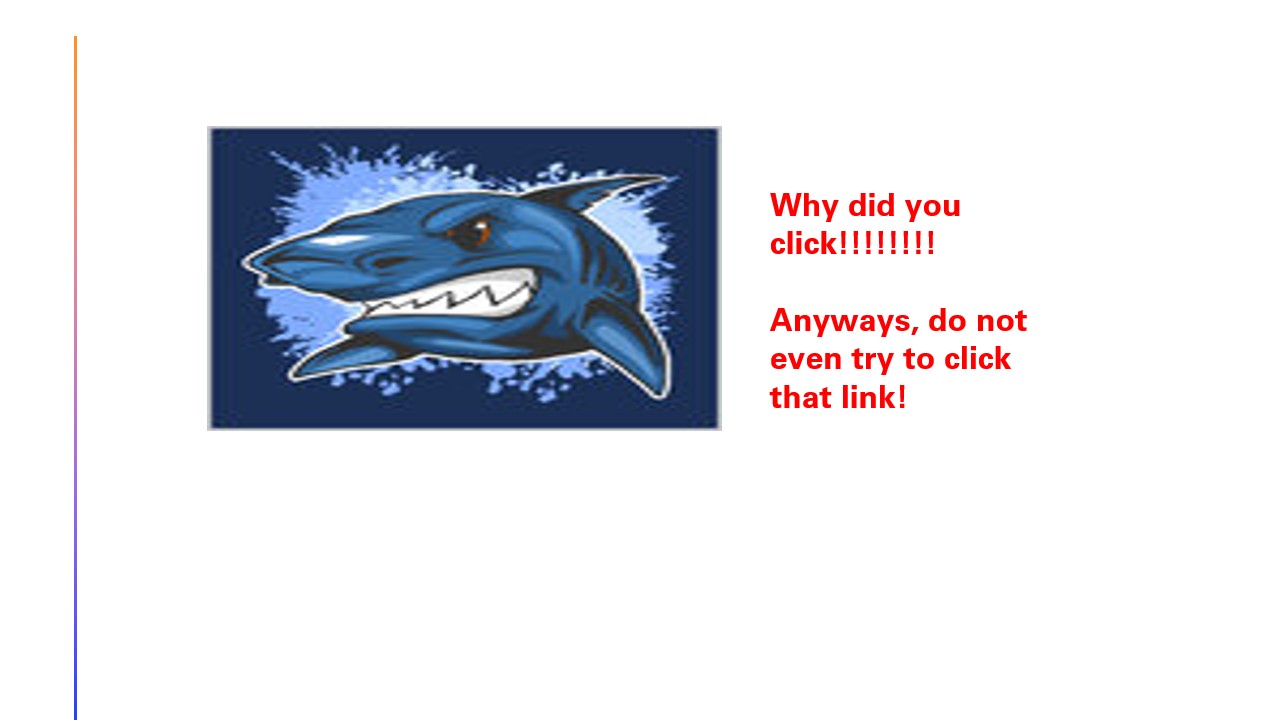 Why did you
click!!!!!!!!
Anyways, do not
even try to click
that link!